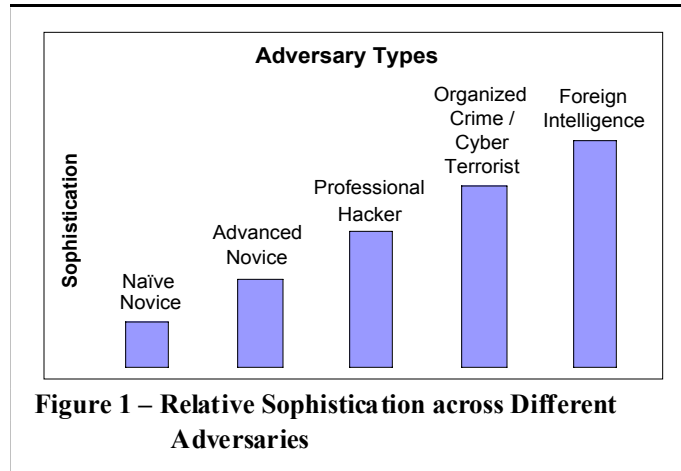 Adversary Types
Sophistication
Naïve
Novice
Advanced
Novice
Professional
Hacker
Organized
Crime /
Cyber
Terrorist
Foreign
Intelligence
Figure 1 – Relative Sophistication across Different
Adversaries